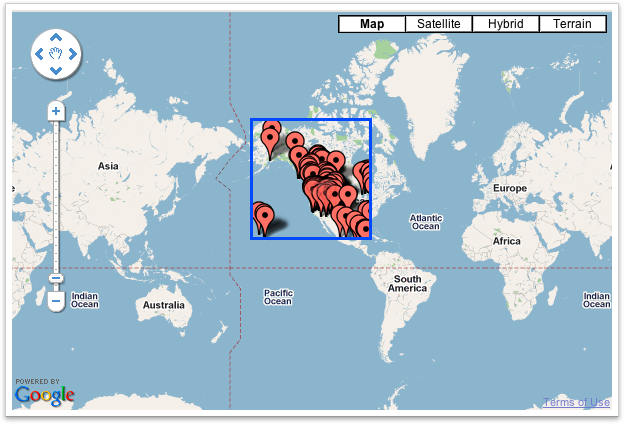 Map
Satellite
Hybrid
Terrain
Asia
Europe
Atlantic
Ocean
Africa
South
America
Indian
Ocean
Australia
Pacific
Ocean
Indian
Ocean
POWERED BY
Google
Terms of Use